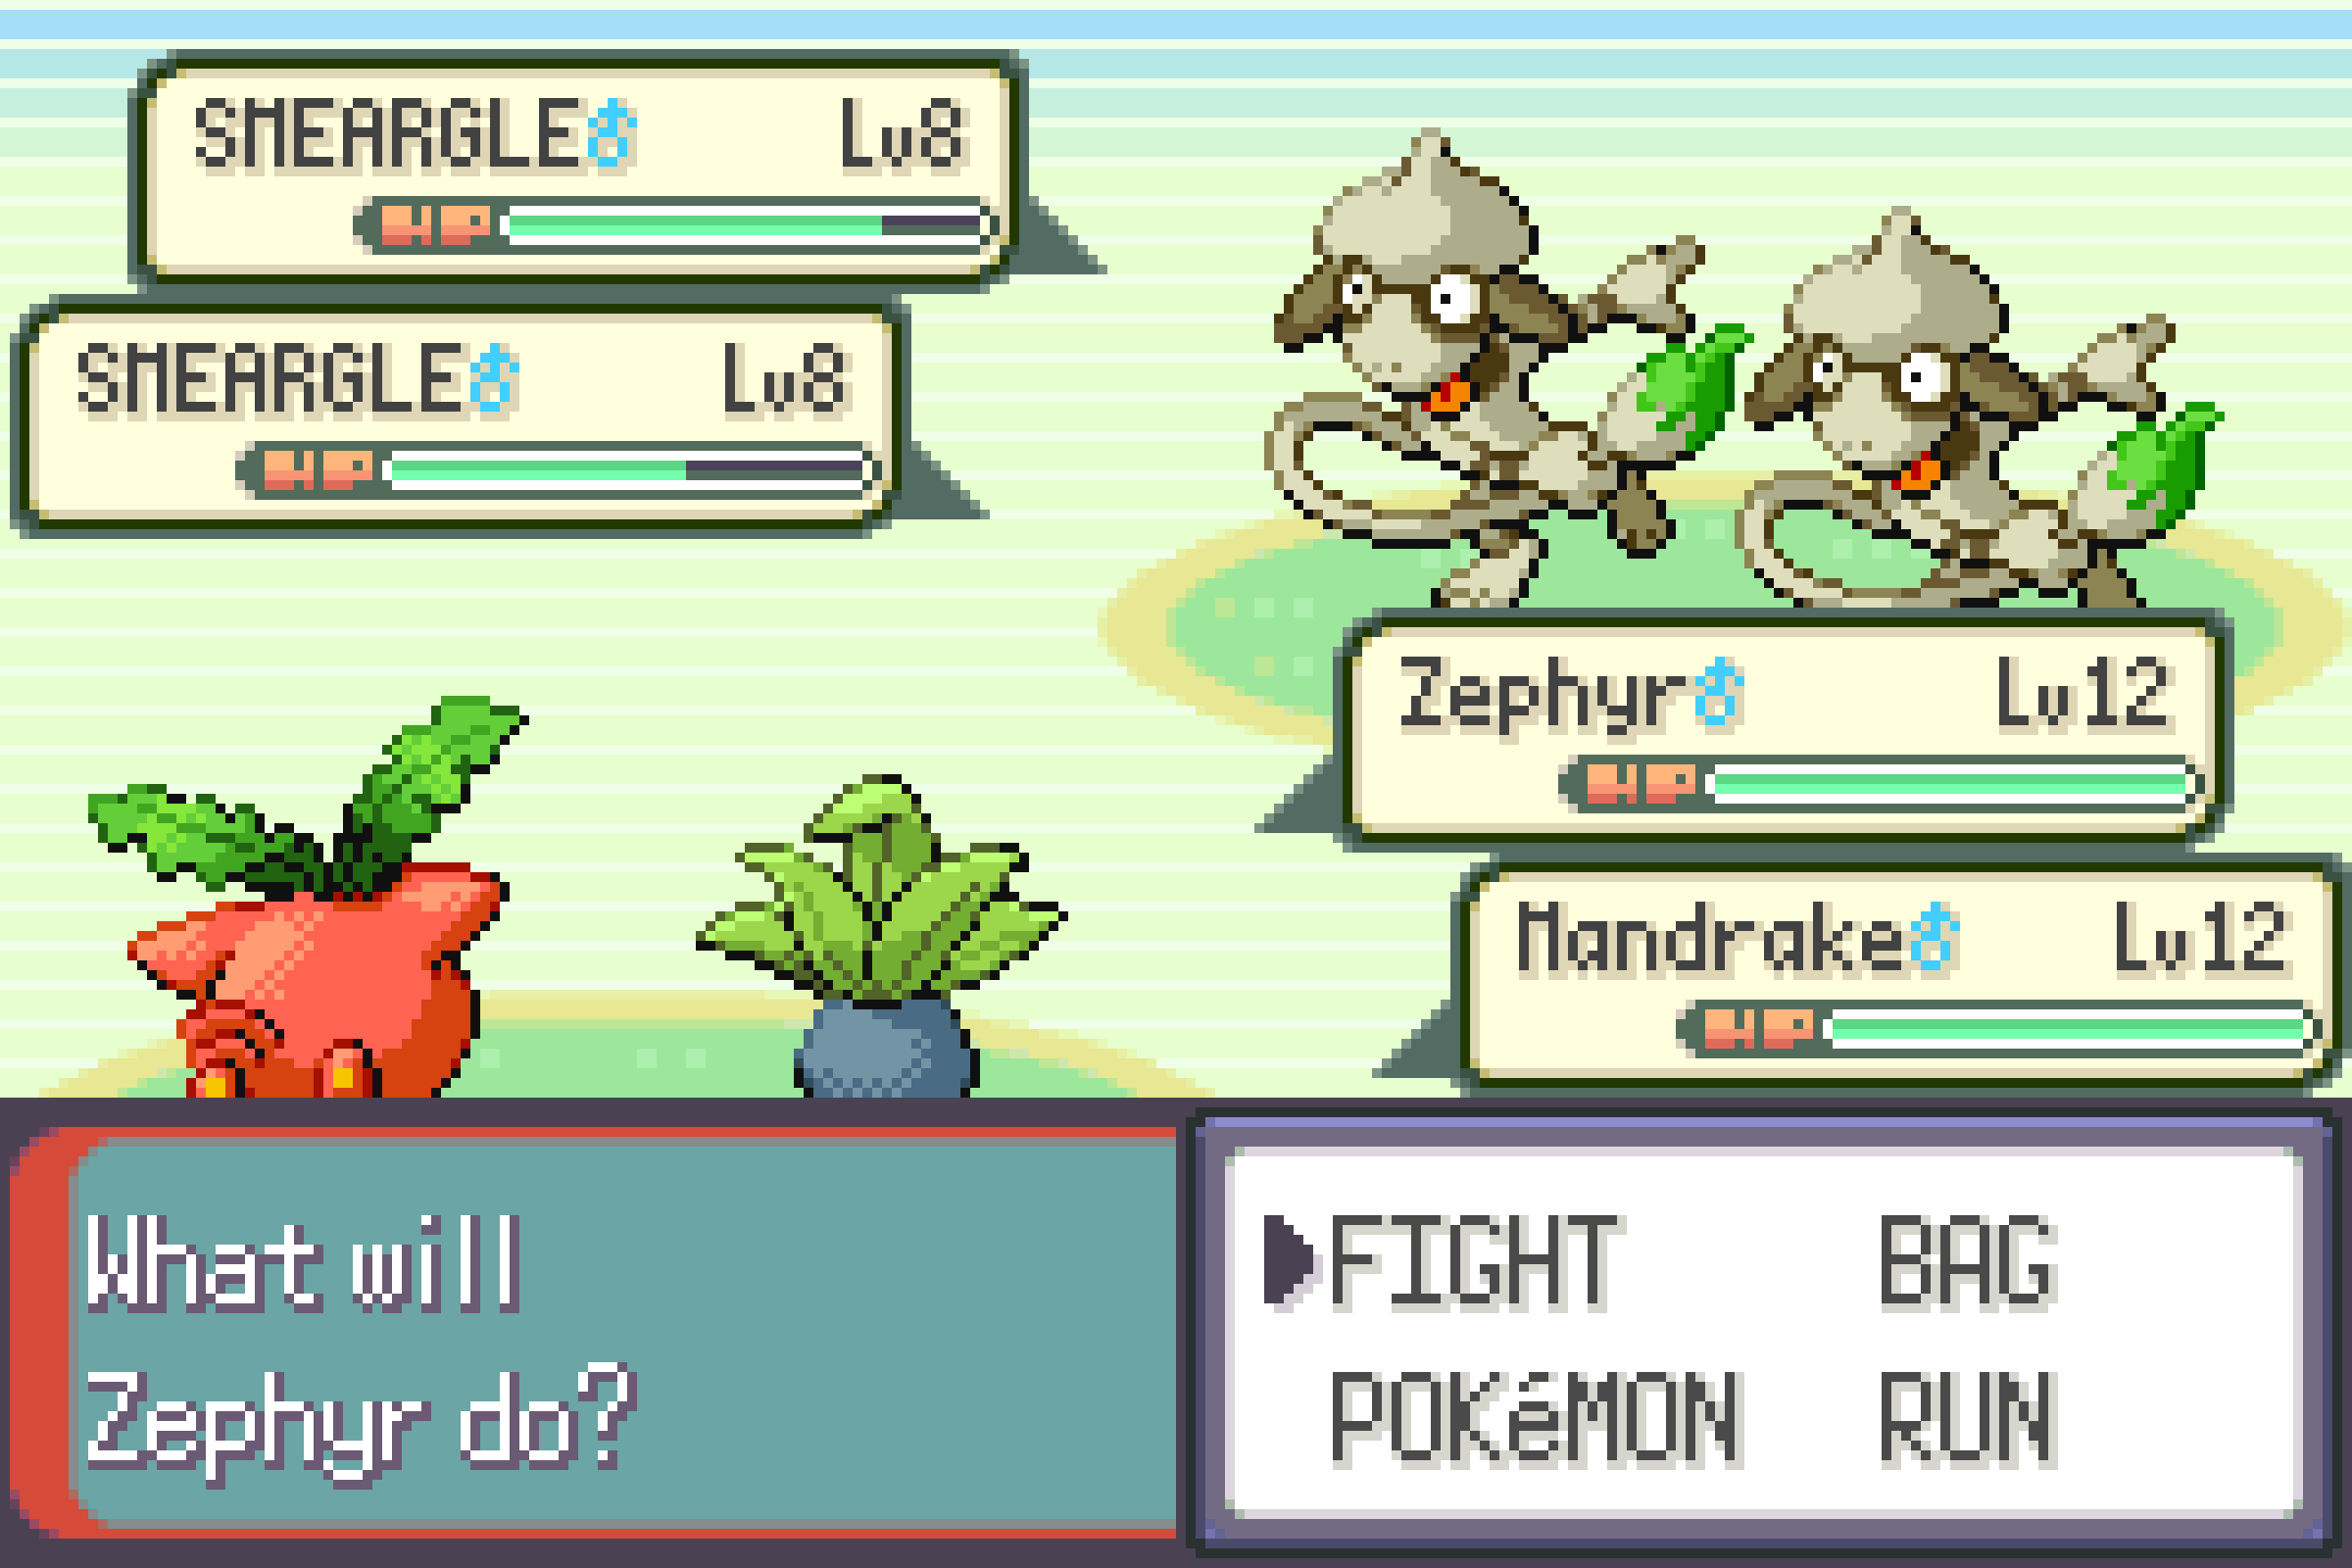 SMEARGLE♂ Lv8
HP
SMEARGLE♂ Lv8
HP
Zephyr♂ Lv12
HP
Mandrake♂ Lv12
HP
What will
Zephyr do?
▶FIGHT BAG
POKéMON RUN